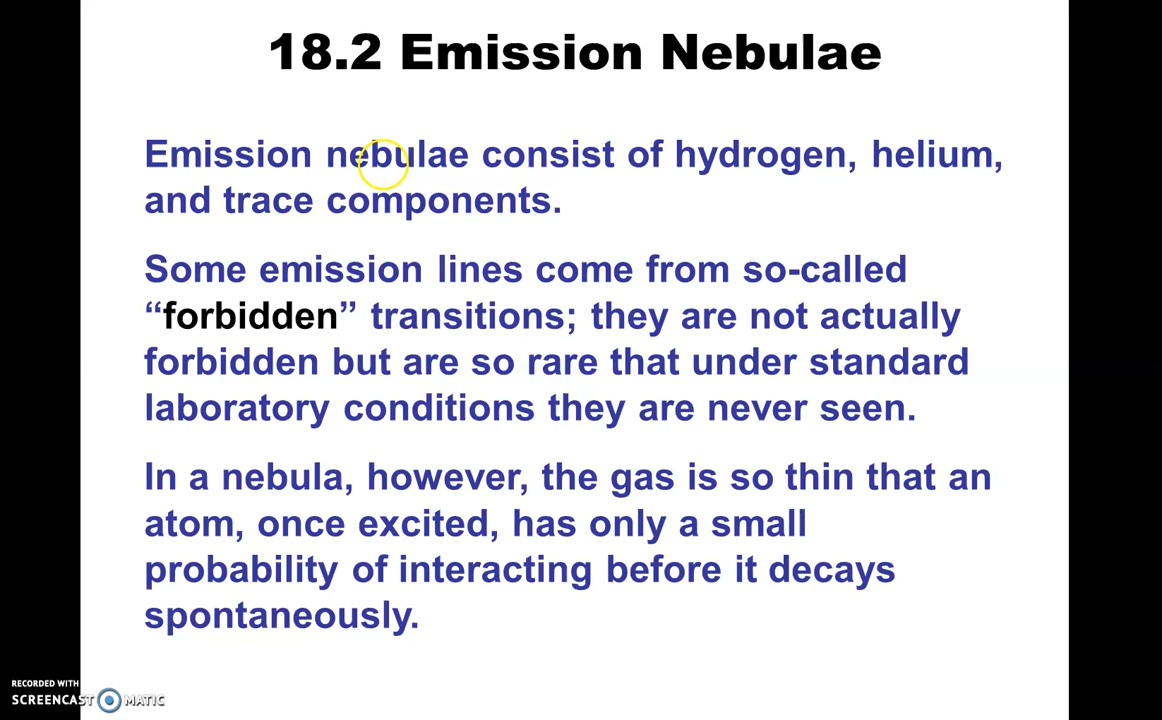 18.2 Emission Nebulae
Emission nebulae consist of hydrogen, helium,
and trace components.
Some emission lines come from so-called
“forbidden” transitions; they are not actually
forbidden but are so rare that under standard
laboratory conditions they are never seen.
In a nebula, however, the gas is so thin that an
atom, once excited, has only a small
probability of interacting before it decays
spontaneously.
RECORDED WITH
SCREENCAST MATIC